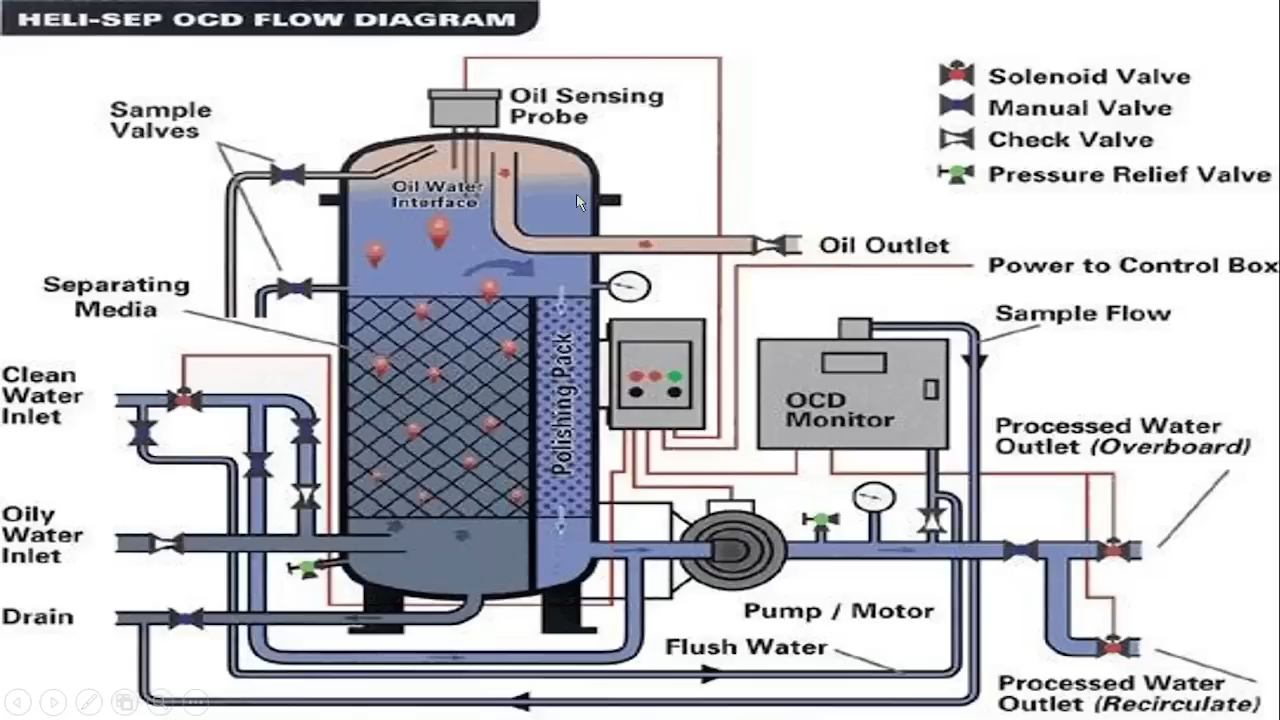 HELI-SEP OCD FLOW DIAGRAM
Solenoid Valve
Manual Valve
Check Valve
Pressure Relief Valve
Sample
Valves
Oil Sensing
Probe
Oil Water
Interface
Oil Outlet
Power to Control Box
Separating
Media
Sample Flow
Polishing Pack
Clean
Water
Inlet
OCD
Monitor
Processed Water
Outlet (Overboard)
Oily
Water
Inlet
Drain
Pump / Motor
Flush Water
Processed Water
Outlet (Recirculate)